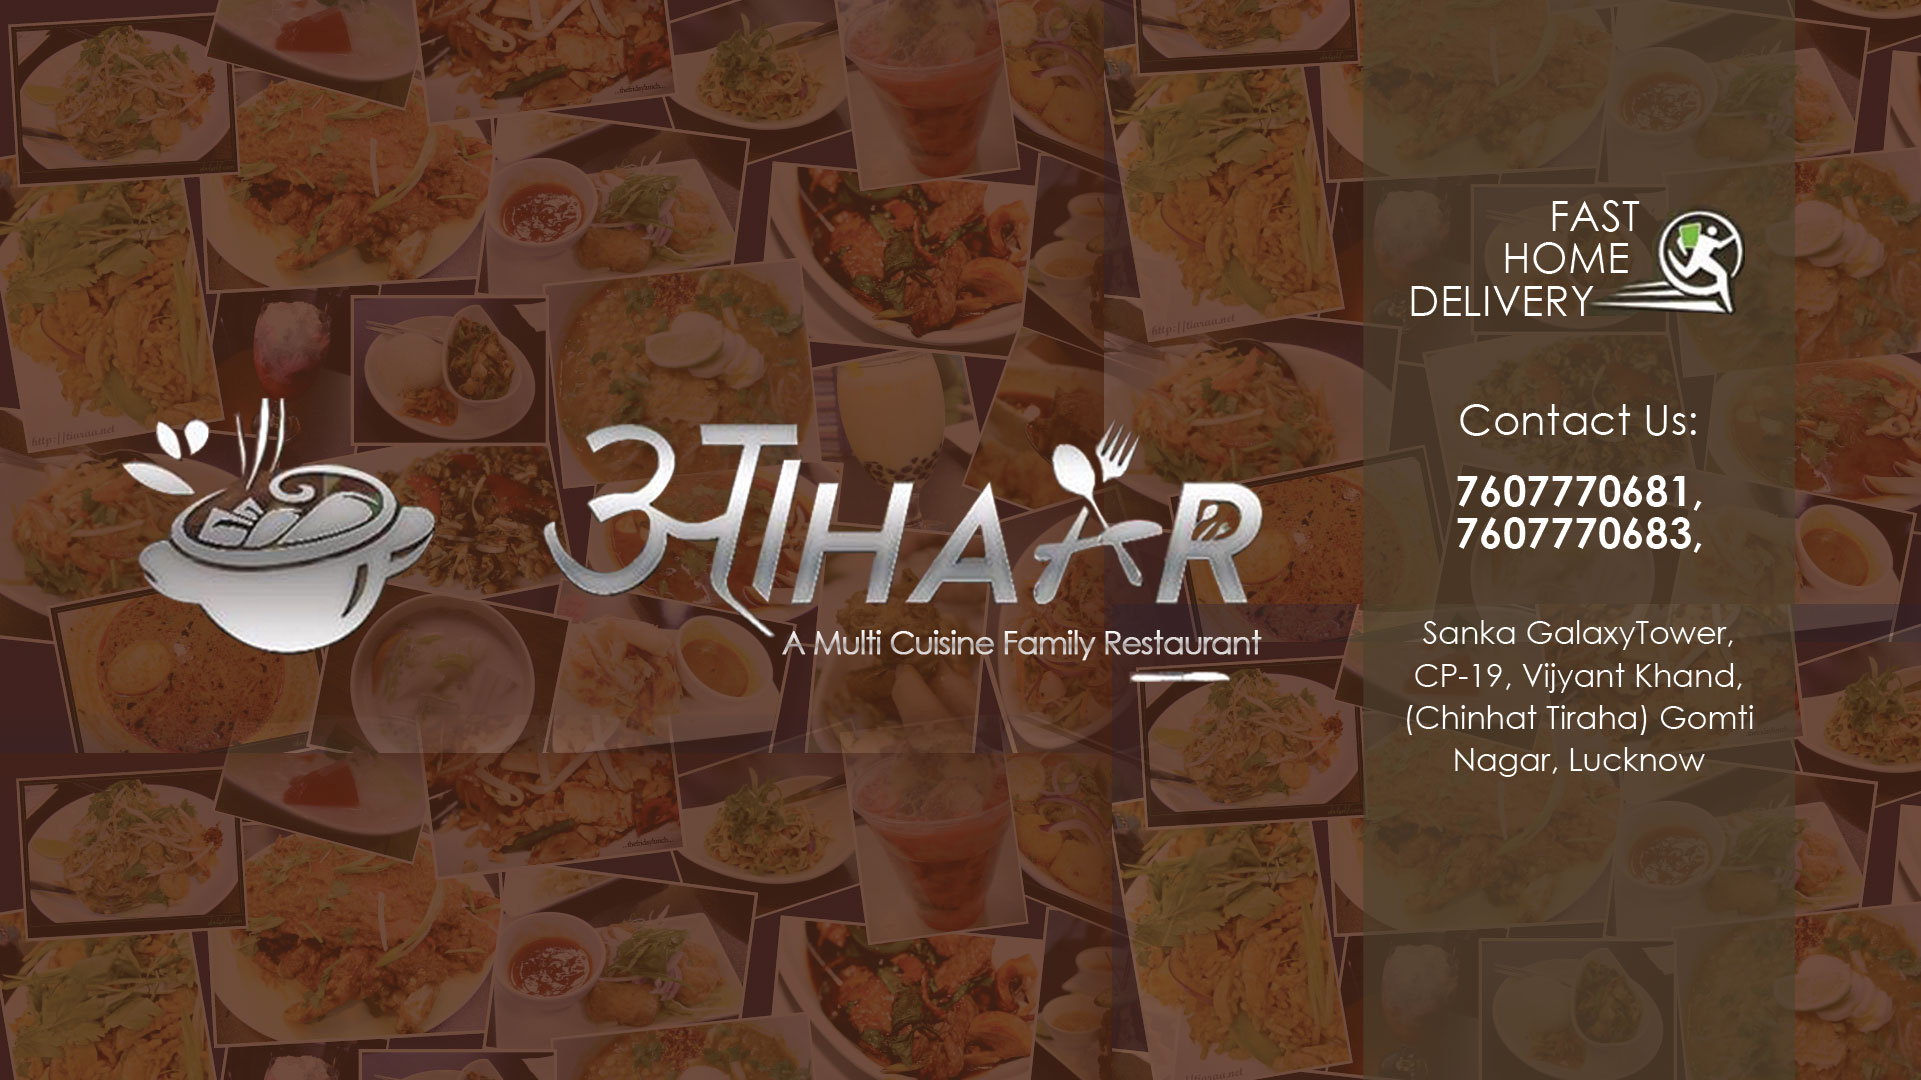 आHAAR
A Multi Cuisine Family Restaurant
FAST
HOME
DELIVERY
Contact Us:
7607770681,
7607770683,
Sanka GalaxyTower,
CP-19, Vijyant Khand,
(Chinhat Tiraha) Gomti
Nagar, Lucknow